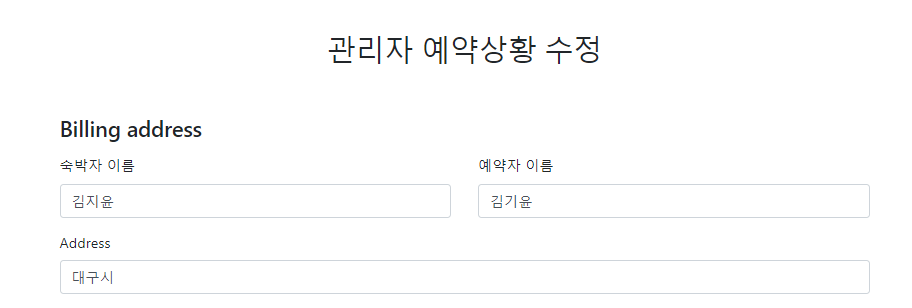 관리자 예약상황 수정
Billing address
숙박자 이름 예약자 이름
김지윤 김기윤
Address
대구시